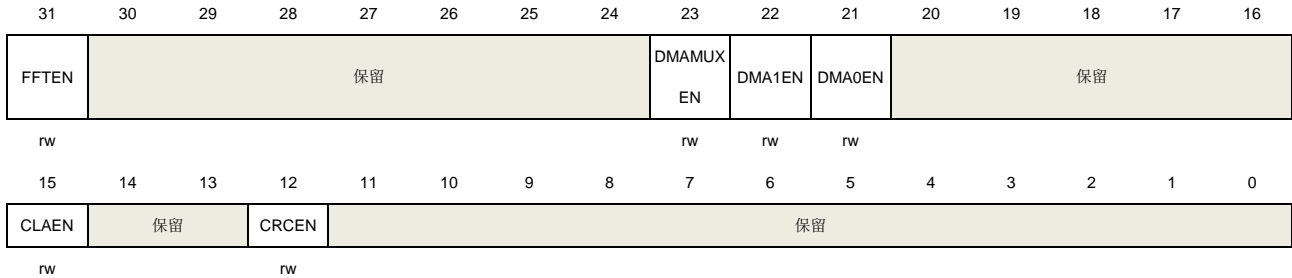 31 30 29 28 27 26 25 24 23 22 21 20 19 18 17 16
FFTEN 保留 DMAMUX EN DMA1EN DMA0EN 保留
rw rw rw rw
15 14 13 12 11 10 9 8 7 6 5 4 3 2 1 0
CLAEN 保留 CRCEN 保留
rw rw